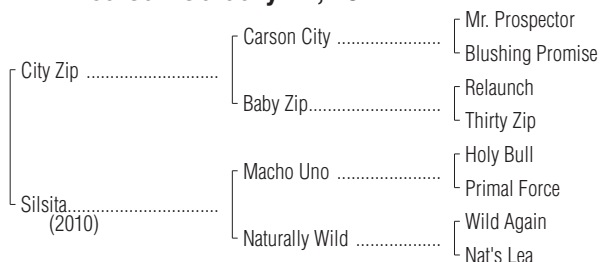 Mr. Prospector
Carson City ......................
Blushing Promise
City Zip ............................
Relaunch
Baby Zip............................
Thirty Zip
Holy Bull
Macho Uno ......................
Primal Force
Silsita................................
(2010)
Wild Again
Naturally Wild ..................
Nat's Lea